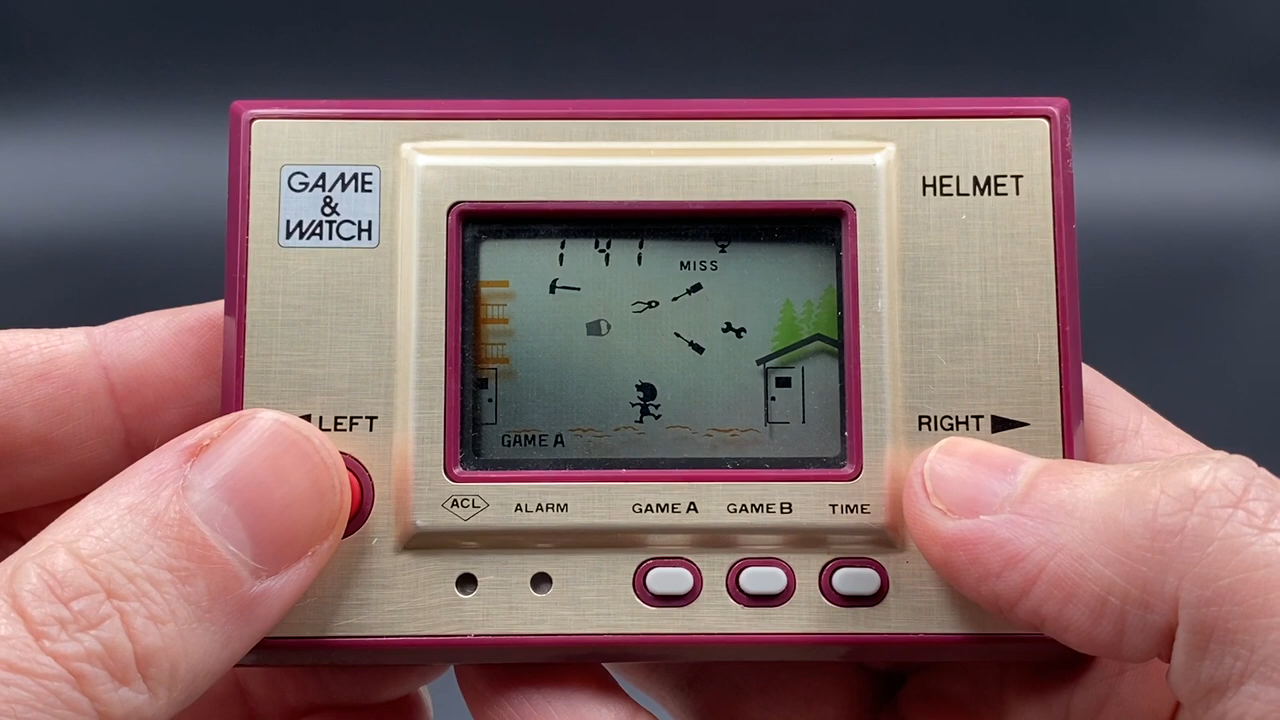 GAME
&
WATCH
HELMET
141
MISS
GAME A
◀ LEFT
RIGHT ▶
ACL ALARM GAME A GAME B TIME